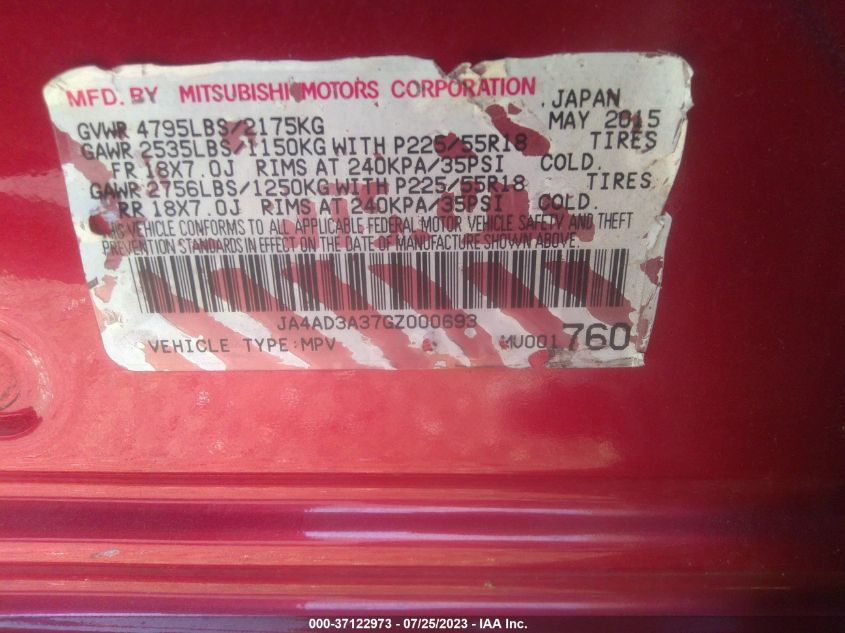 MFD. BY MITSUBISHI MOTORS CORPORATION
JAPAN
GVWR 4795LBS/2175KG MAY 2015
GAWR 2535LBS/1150KG WITH P225/55R18 TIRES
FR 18X7.0J RIMS AT 240KPA/35PSI COLD.
GAWR 2756LBS/1250KG WITH P225/55R18 TIRES
RR 18X7.0J RIMS AT 240KPA/35PSI COLD.
HIS VEHICLE CONFORMS TO ALL APPLICABLE FEDERAL MOTOR VEHICLE SAFETY AND THEFT
PREVENTION STANDARDS IN EFFECT ON THE DATE OF MANUFACTURE SHOWN ABOVE.
JA4AD3A37GZ000693
VEHICLE TYPE:MPV MU001760
000-37122973 - 07/25/2023 - IAA Inc.